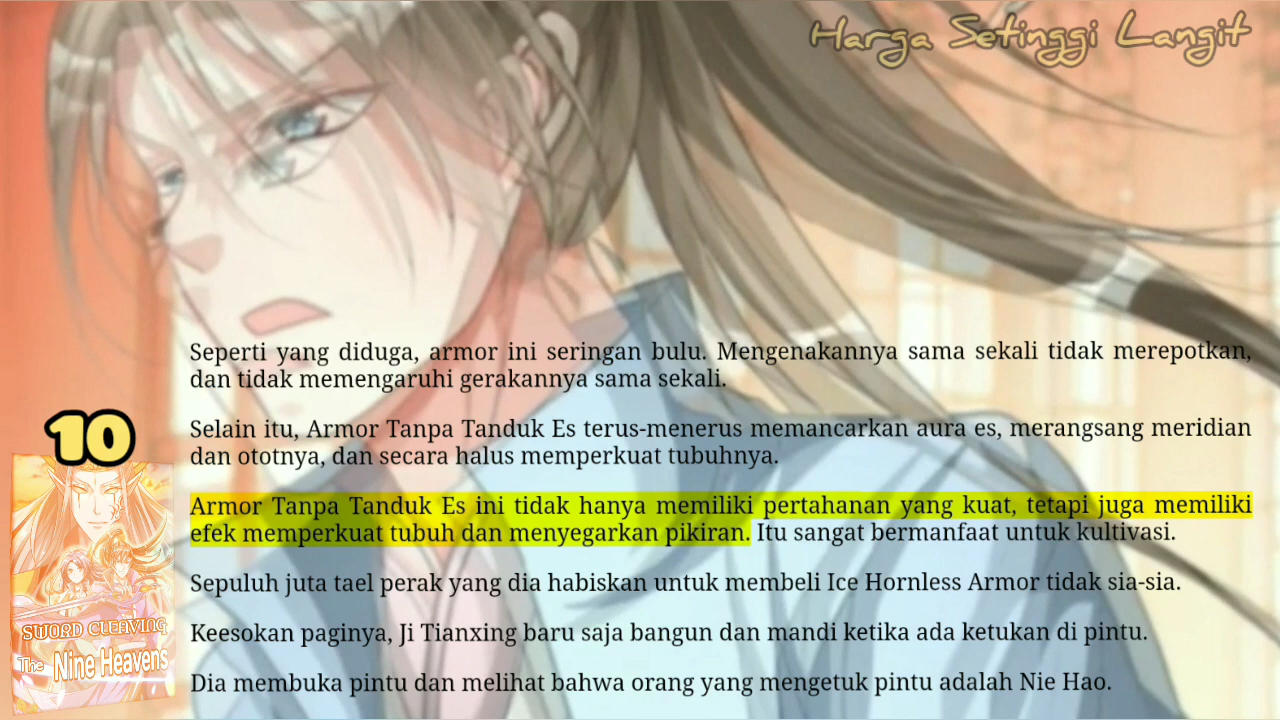 Harga Setinggi Langit
Seperti yang diduga, armor ini seringan bulu. Mengenakannya sama sekali tidak merepotkan,
dan tidak memengaruhi gerakannya sama sekali.
Selain itu, Armor Tanpa Tanduk Es terus-menerus memancarkan aura es, merangsang meridian
dan ototnya, dan secara halus memperkuat tubuhnya.
Armor Tanpa Tanduk Es ini tidak hanya memiliki pertahanan yang kuat, tetapi juga memiliki
efek memperkuat tubuh dan menyegarkan pikiran. Itu sangat bermanfaat untuk kultivasi.
Sepuluh juta tael perak yang dia habiskan untuk membeli Ice Hornless Armor tidak sia-sia.
Keesokan paginya, Ji Tianxing baru saja bangun dan mandi ketika ada ketukan di pintu.
Dia membuka pintu dan melihat bahwa orang yang mengetuk pintu adalah Nie Hao.
10
SWORD CLEAVING
The Nine Heavens